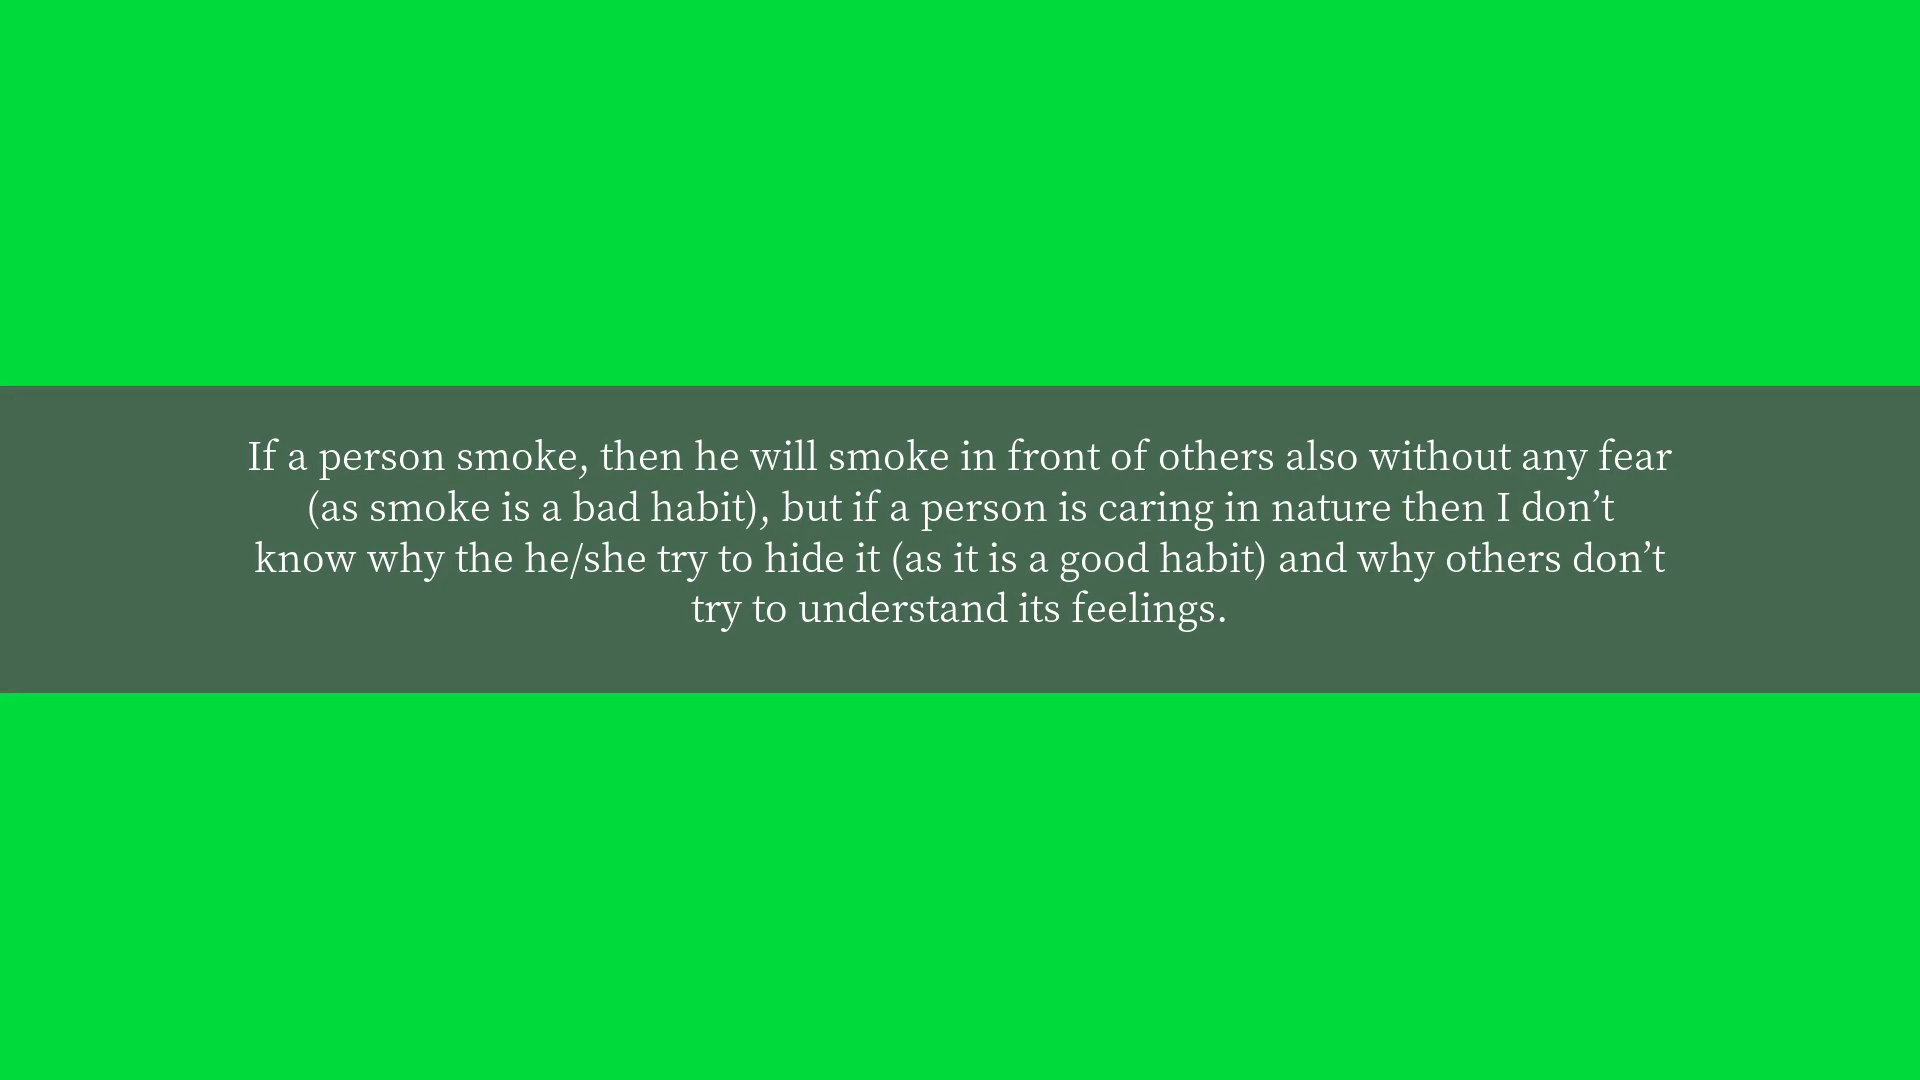 If a person smoke, then he will smoke in front of others also without any fear
(as smoke is a bad habit), but if a person is caring in nature then I don’t
know why the he/she try to hide it (as it is a good habit) and why others don’t
try to understand its feelings.